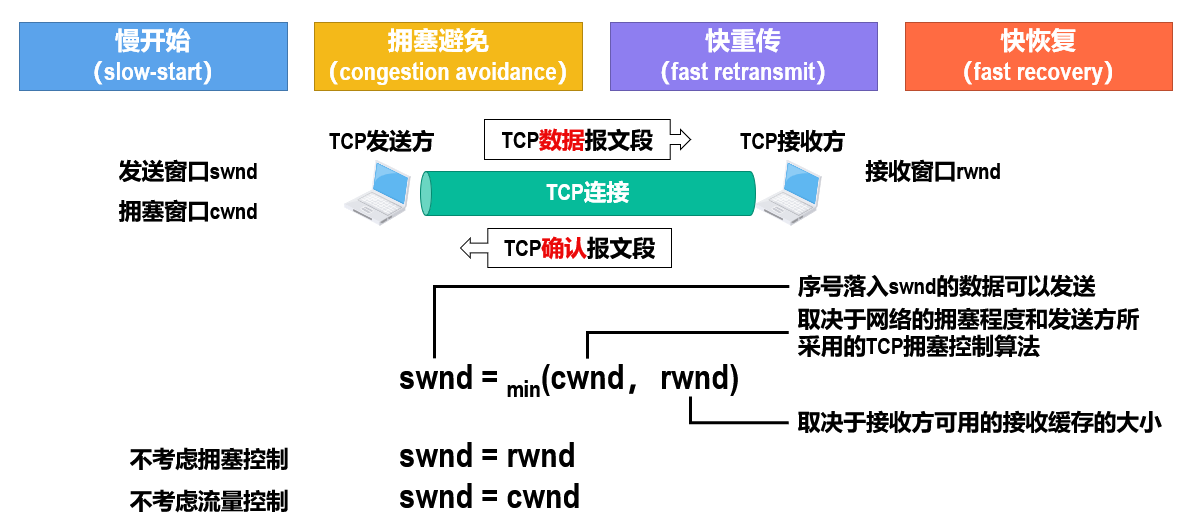 慢开始
（slow-start）
拥塞避免
（congestion avoidance）
快重传
（fast retransmit）
快恢复
（fast recovery）
TCP发送方
TCP数据报文段
TCP接收方
发送窗口swnd
拥塞窗口cwnd
TCP连接
接收窗口rwnd
TCP确认报文段
序号落入swnd的数据可以发送
取决于网络的拥塞程度和发送方所
采用的TCP拥塞控制算法
swnd = min(cwnd，rwnd)
取决于接收方可用的接收缓存的大小
不考虑拥塞控制 swnd = rwnd
不考虑流量控制 swnd = cwnd